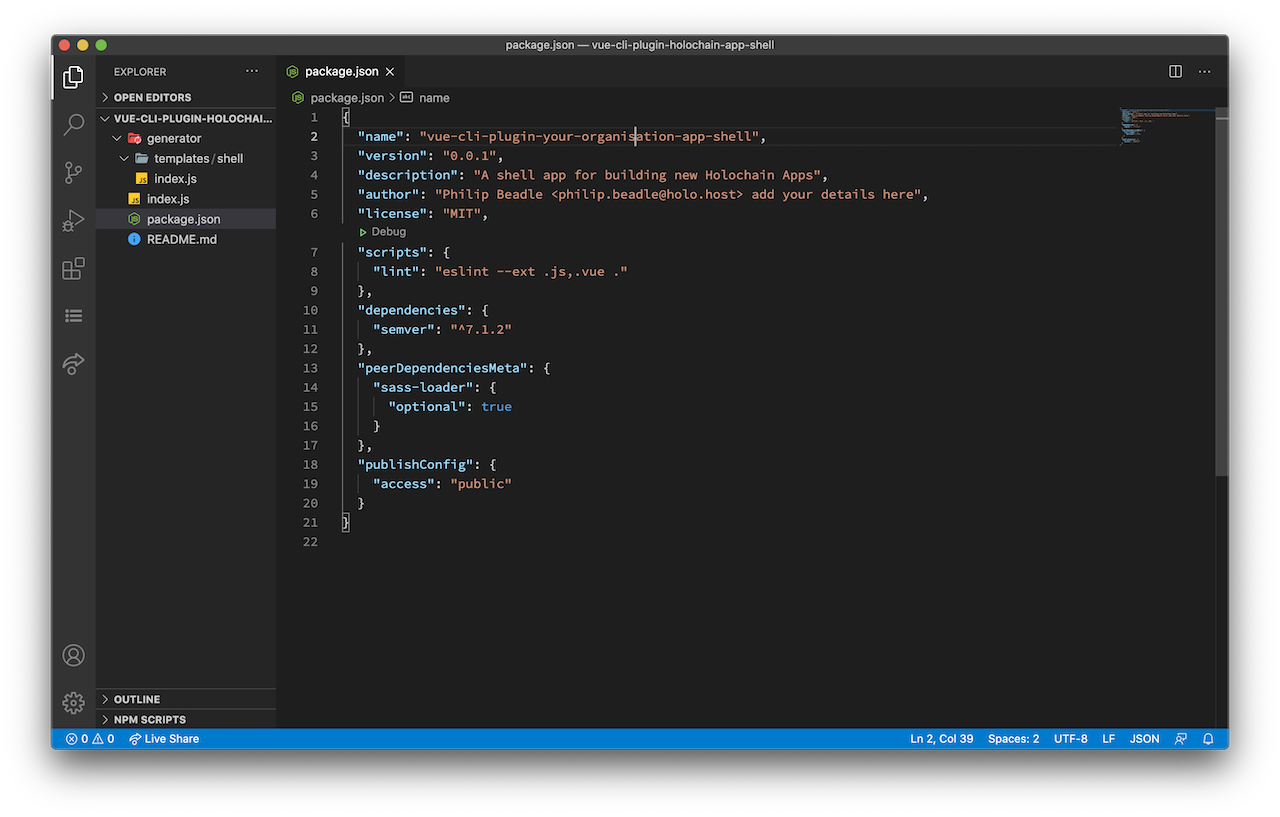 package.json — vue-cli-plugin-holochain-app-shell
EXPLORER
OPEN EDITORS
VUE-CLI-PLUGIN-HOLOCHAI...
generator
templates/shell
JS index.js
JS index.js
package.json
README.md
OUTLINE
NPM SCRIPTS
package.json
package.json > name
1 {
2 "name": "vue-cli-plugin-your-organisation-app-shell",
3 "version": "0.0.1",
4 "description": "A shell app for building new Holochain Apps",
5 "author": "Philip Beadle <philip.beadle@holo.host> add your details here",
6 "license": "MIT",
Debug
7 "scripts": {
8 "lint": "eslint --ext .js,.vue ."
9 },
10 "dependencies": {
11 "semver": "^7.1.2"
12 },
13 "peerDependenciesMeta": {
14 "sass-loader": {
15 "optional": true
16 }
17 },
18 "publishConfig": {
19 "access": "public"
20 }
21 }
22
0 0 Live Share
Ln 2, Col 39 Spaces: 2 UTF-8 LF JSON